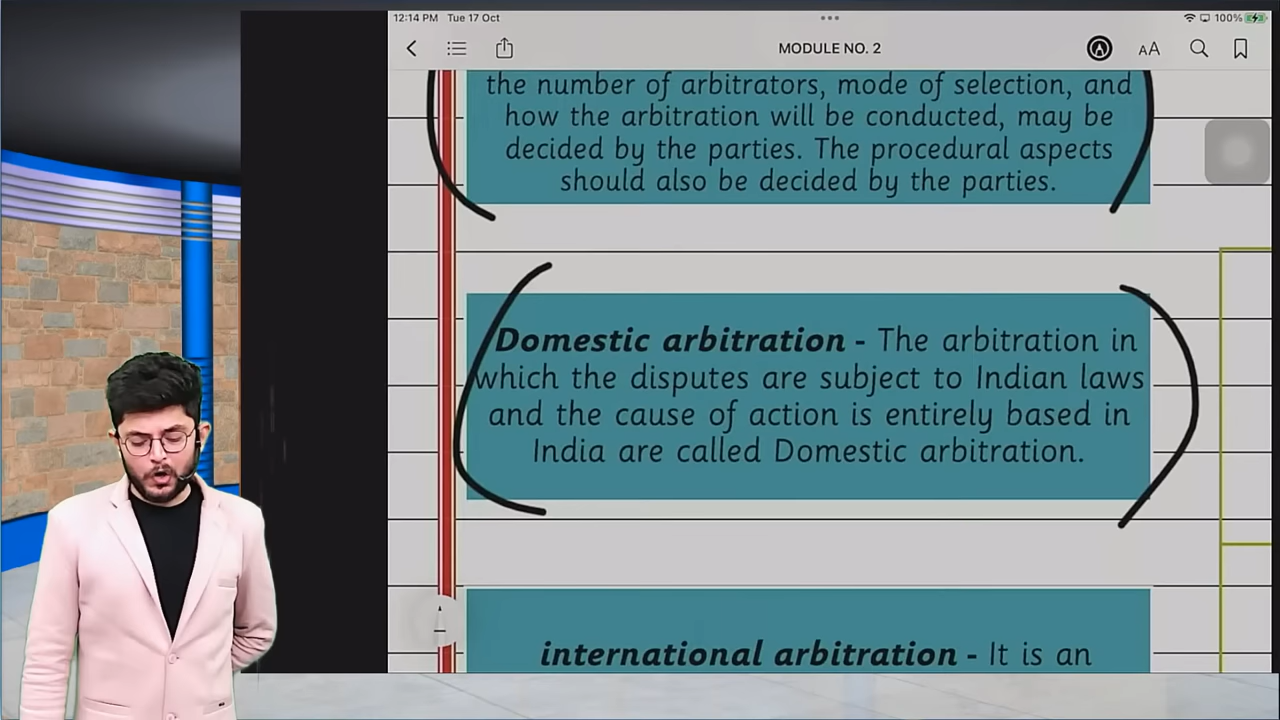 12:14 PM Tue 17 Oct
100%
MODULE NO. 2
AA
the number of arbitrators, mode of selection, and
how the arbitration will be conducted, may be
decided by the parties. The procedural aspects
should also be decided by the parties.
Domestic arbitration - The arbitration in
which the disputes are subject to Indian laws
and the cause of action is entirely based in
India are called Domestic arbitration.
international arbitration - It is an